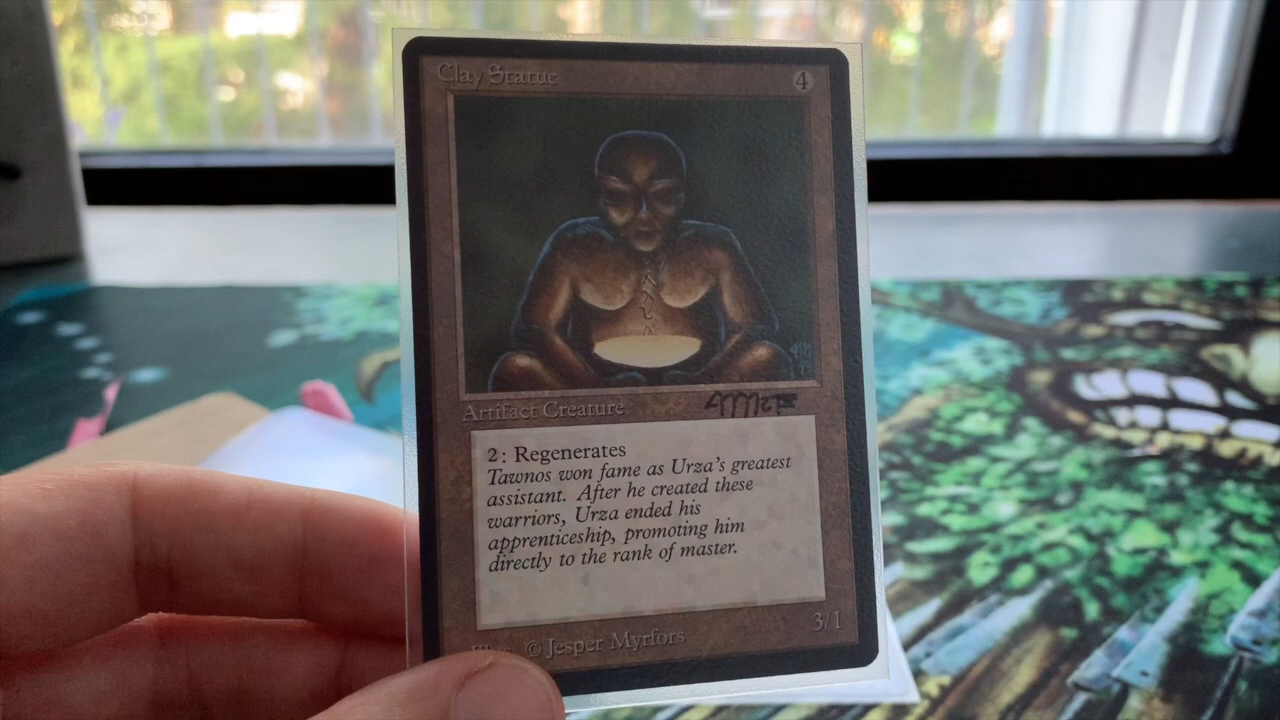 Clay Statue 4
Artifact Creature
2: Regenerates
Tawnos won fame as Urza's greatest
assistant. After he created these
warriors, Urza ended his
apprenticeship, promoting him
directly to the rank of master.
3/1
© Jesper Myrfors